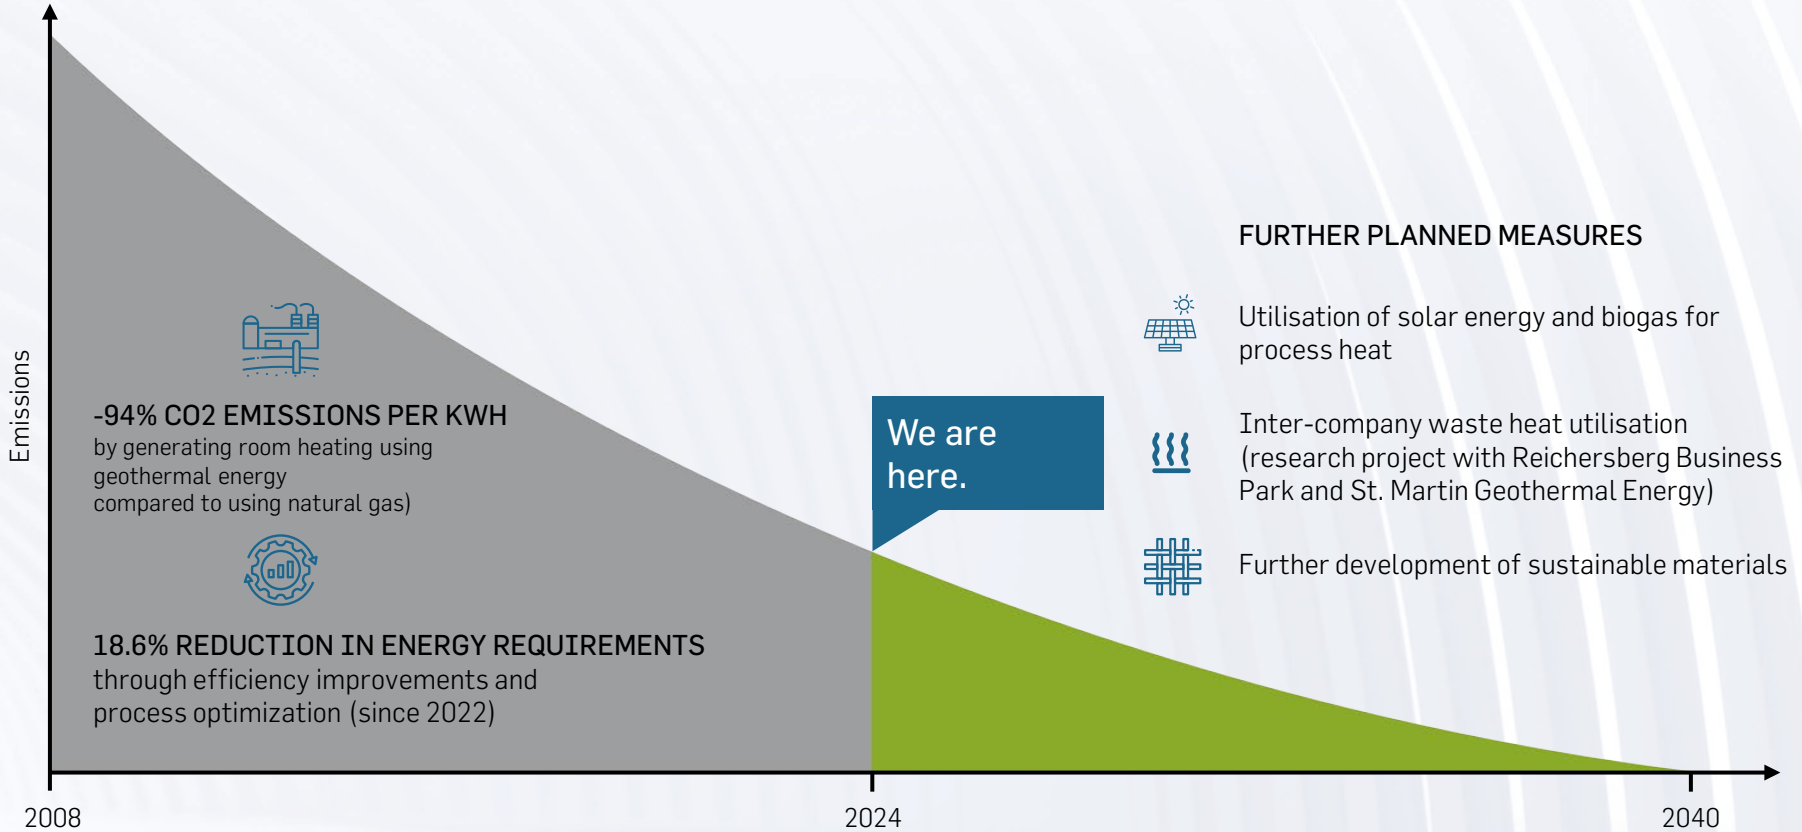 Emissions
-94% CO2 EMISSIONS PER KWH
by generating room heating using
geothermal energy
compared to using natural gas)
18.6% REDUCTION IN ENERGY REQUIREMENTS
through efficiency improvements and
process optimization (since 2022)
We are
here.
FURTHER PLANNED MEASURES
Utilisation of solar energy and biogas for
process heat
Inter-company waste heat utilisation
(research project with Reichersberg Business
Park and St. Martin Geothermal Energy)
Further development of sustainable materials
2008
2024
2040